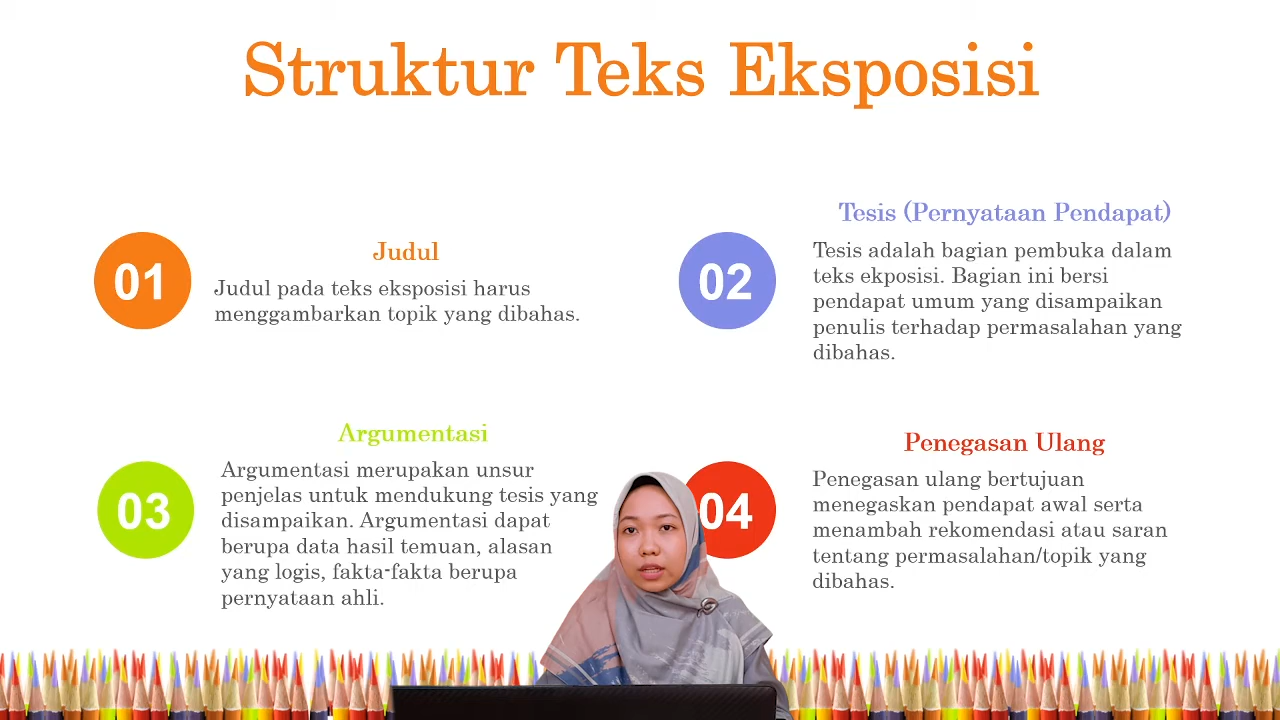 Struktur Teks Eksposisi
01
Judul
Judul pada teks eksposisi harus
menggambarkan topik yang dibahas.
02
Tesis (Pernyataan Pendapat)
Tesis adalah bagian pembuka dalam
teks ekposisi. Bagian ini bersi
pendapat umum yang disampaikan
penulis terhadap permasalahan yang
dibahas.
03
Argumentasi
Argumentasi merupakan unsur
penjelas untuk mendukung tesis yang
disampaikan. Argumentasi dapat
berupa data hasil temuan, alasan
yang logis, fakta-fakta berupa
pernyataan ahli.
04
Penegasan Ulang
Penegasan ulang bertujuan
menegaskan pendapat awal serta
menambah rekomendasi atau saran
tentang permasalahan/topik yang
dibahas.